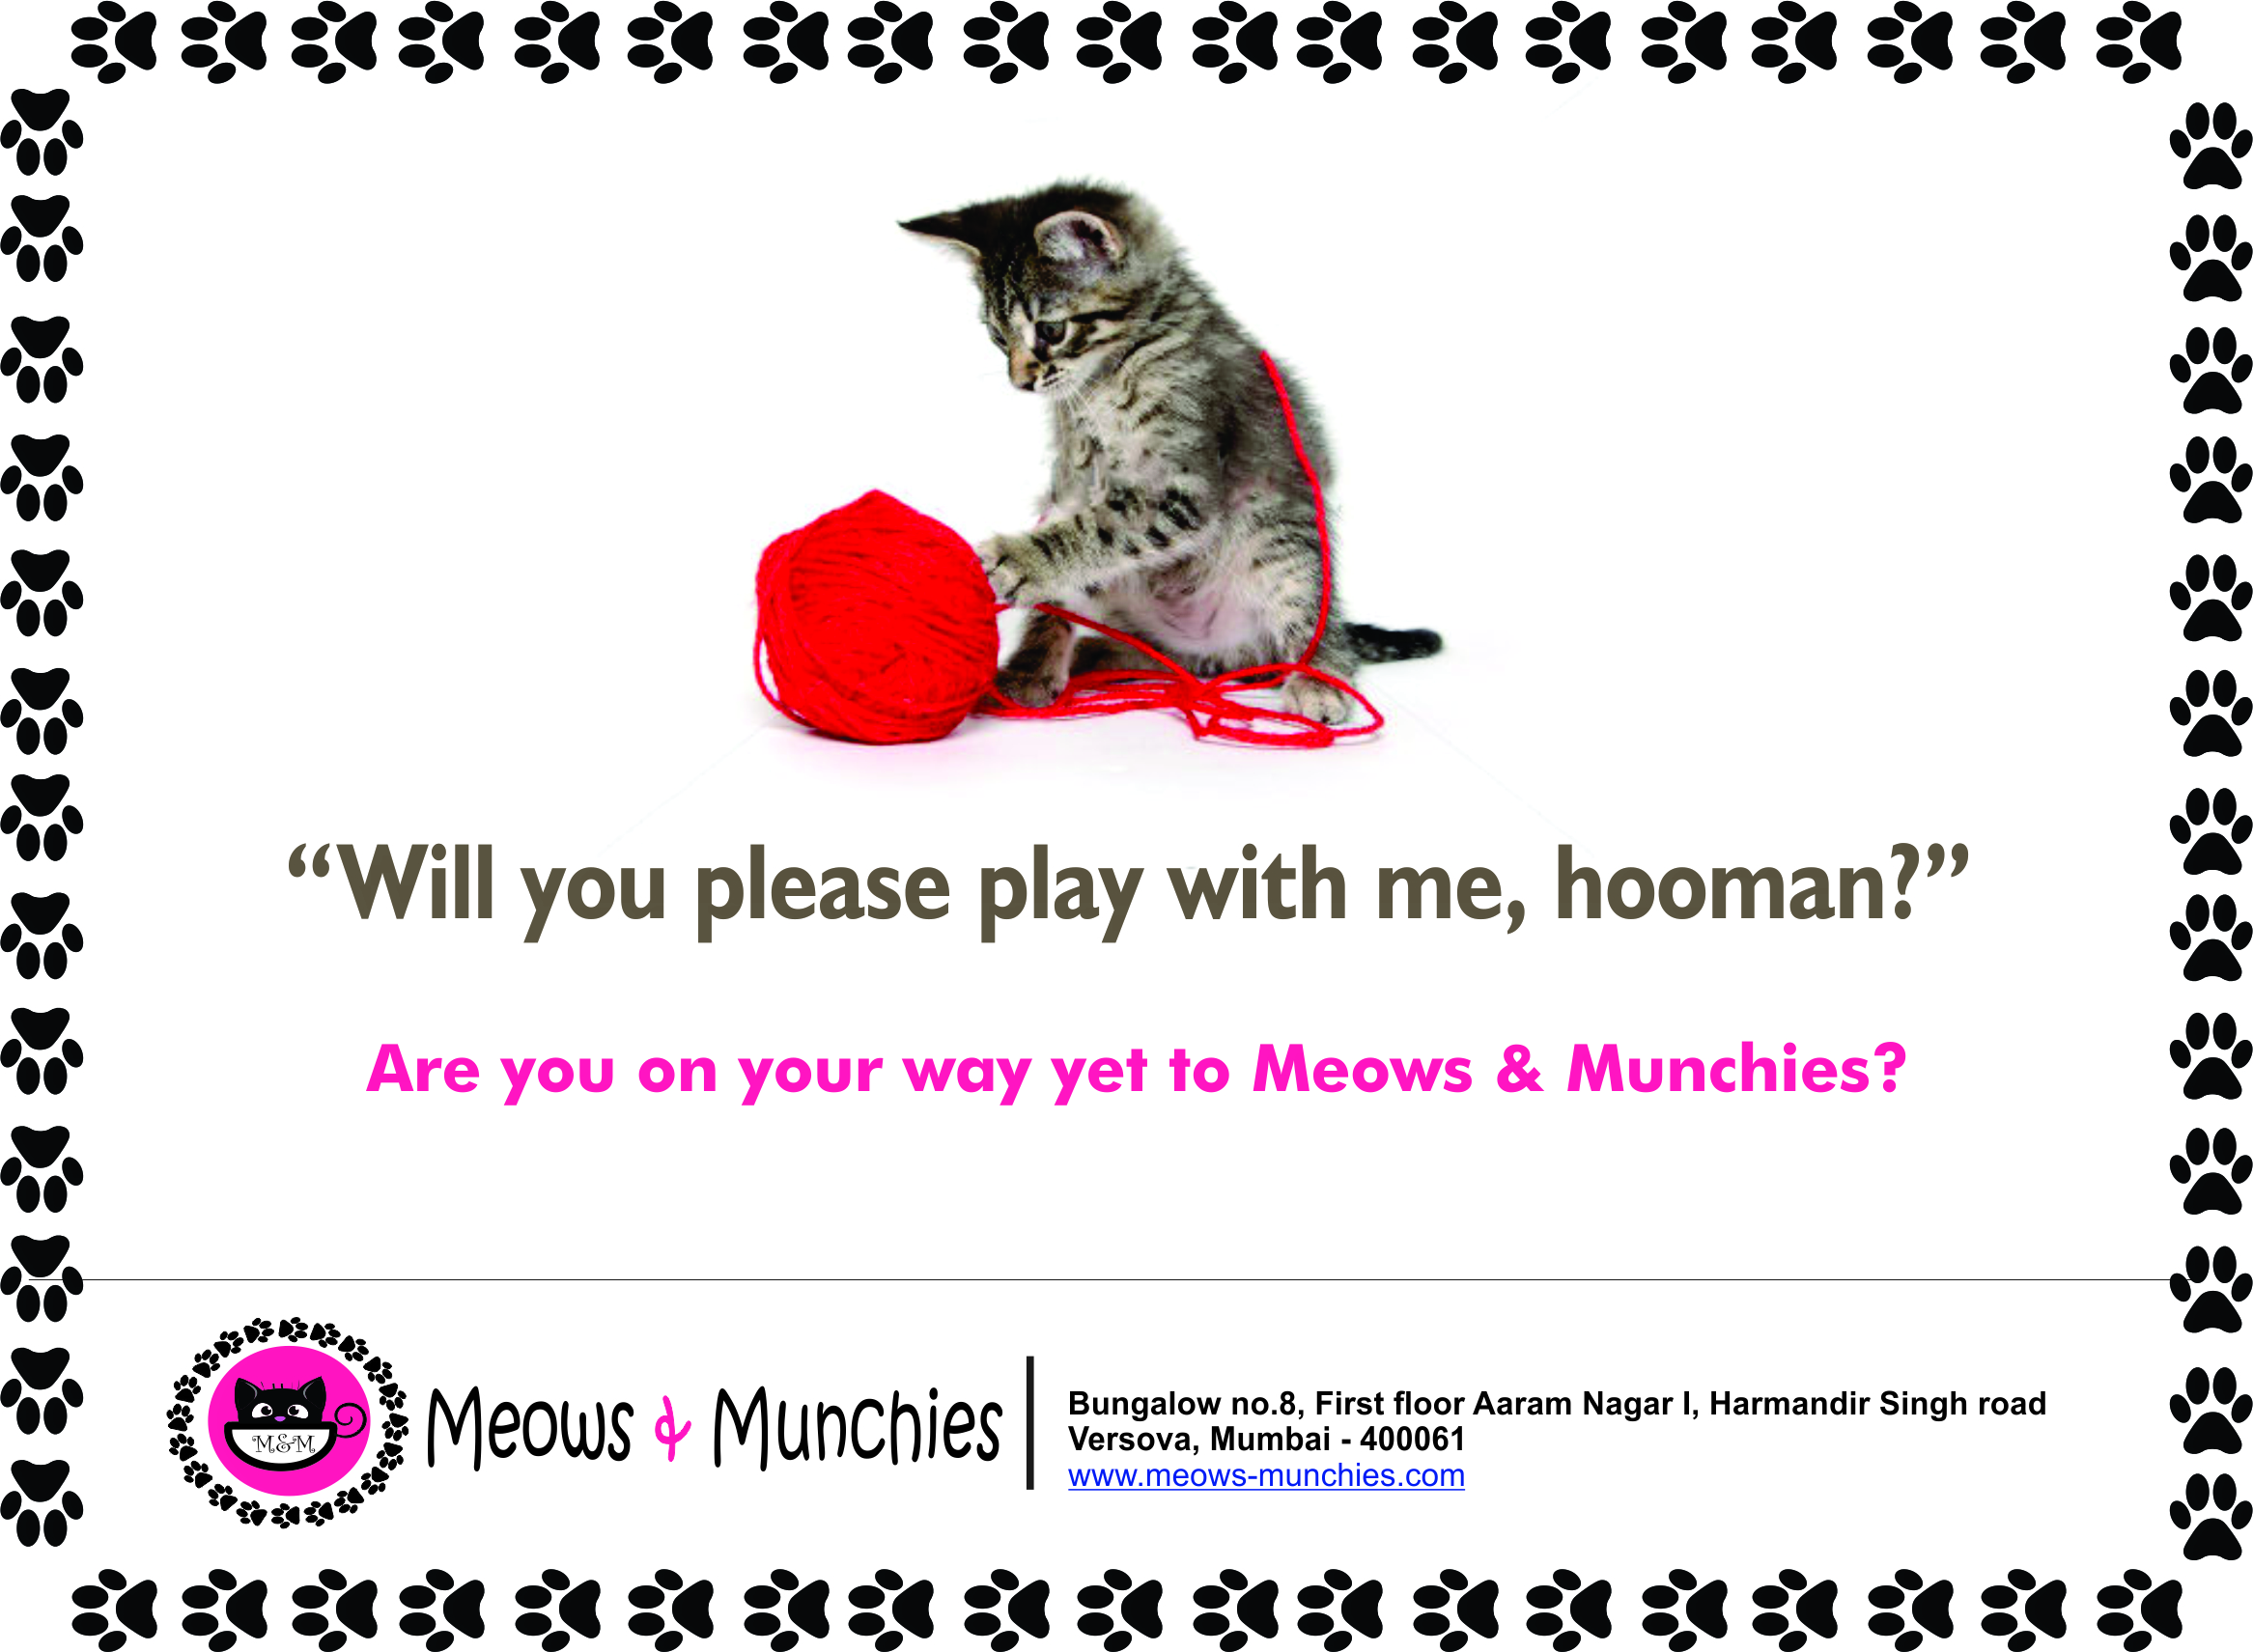 “Will you please play with me, hooman?”
Are you on your way yet to Meows & Munchies?
M&M
Meows & Munchies
Bungalow no.8, First floor Aaram Nagar I, Harmandir Singh road
Versova, Mumbai - 400061
www.meows-munchies.com